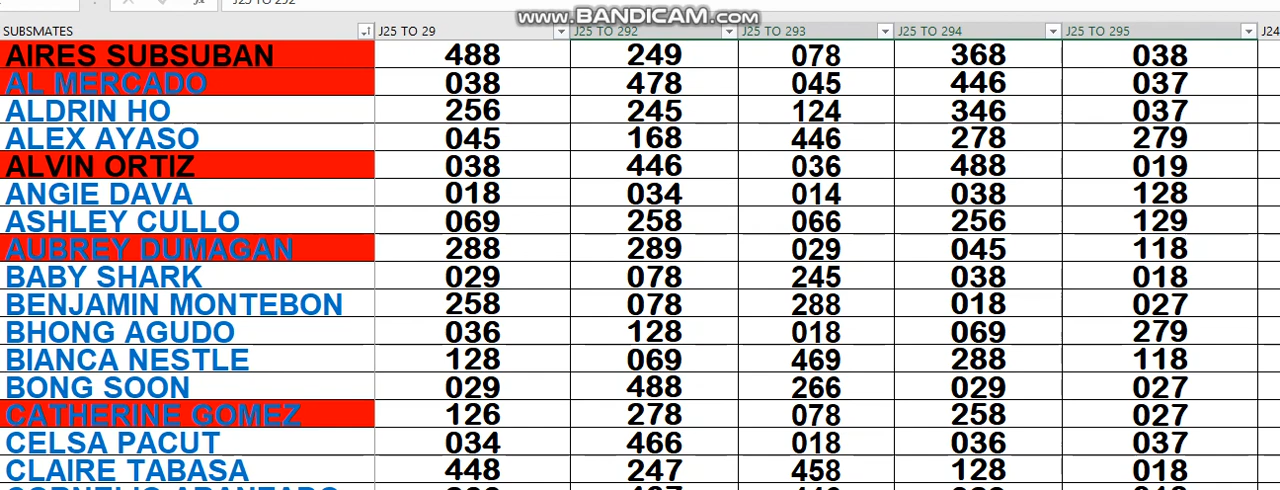 J25 TO 292
www.BANDICAM.com
SUBSMATES J25 TO 29 J25 TO 292 J25 TO 293 J25 TO 294 J25 TO 295 J24
AIRES SUBSUBAN 488 249 078 368 038
AL MERCADO 038 478 045 446 037
ALDRIN HO 256 245 124 346 037
ALEX AYASO 045 168 446 278 279
ALVIN ORTIZ 038 446 036 488 019
ANGIE DAVA 018 034 014 038 128
ASHLEY CULLO 069 258 066 256 129
AUBREY DUMAGAN 288 289 029 045 118
BABY SHARK 029 078 245 038 018
BENJAMIN MONTEBON 258 078 288 018 027
BHONG AGUDO 036 128 018 069 279
BIANCA NESTLE 128 069 469 288 118
BONG SOON 029 488 266 029 027
CATHERINE GOMEZ 126 278 078 258 027
CELSA PACUT 034 466 018 036 037
CLAIRE TABASA 448 247 458 128 018